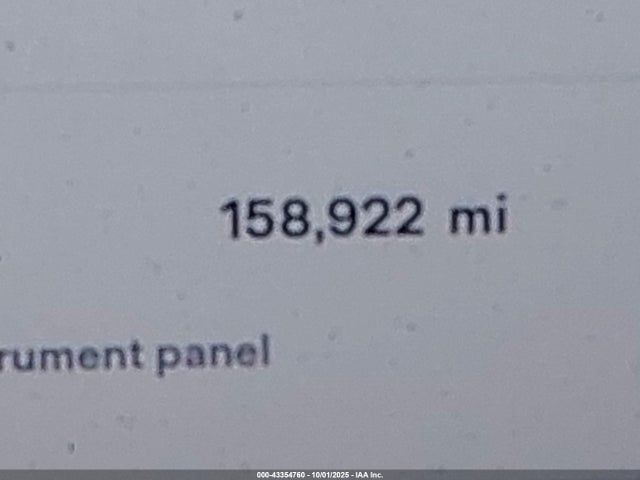 158,922 mi
rument panel
000-43354760 - 10/01/2025 - IAA Inc.